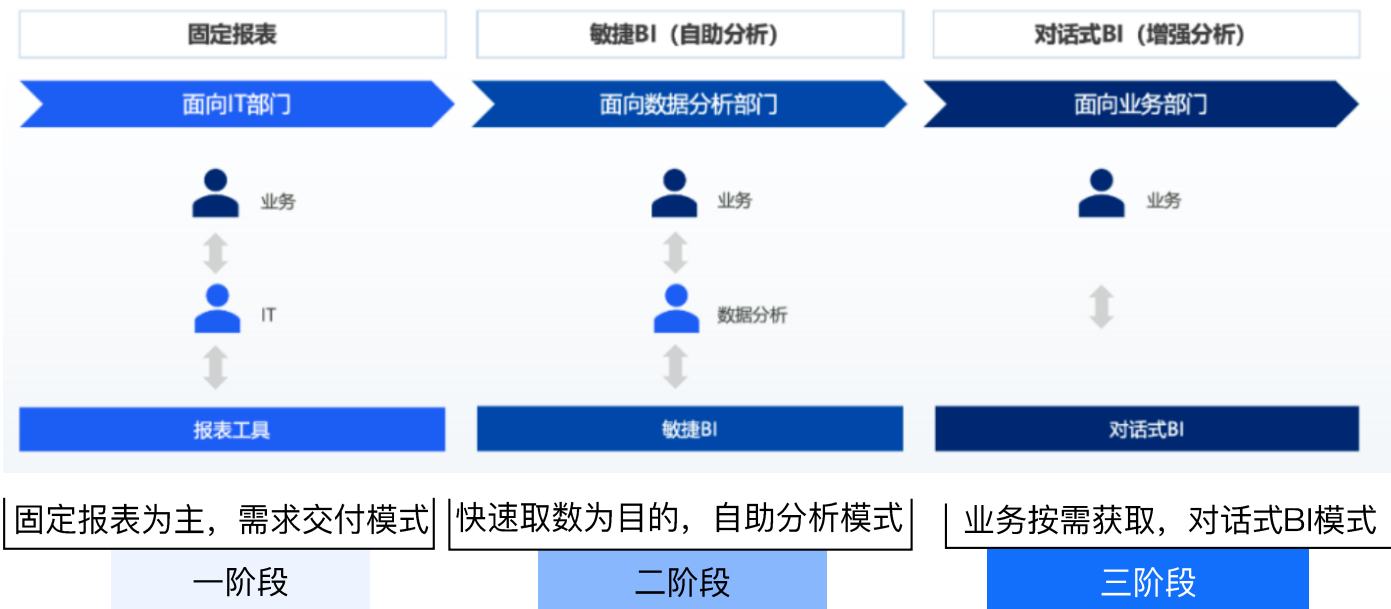 固定报表
敏捷BI（自助分析）
对话式BI（增强分析）
面向IT部门
面向数据分析部门
面向业务部门
业务
业务
业务
IT
数据分析
报表工具
敏捷BI
对话式BI
固定报表为主，需求交付模式
快速取数为目的，自助分析模式
业务按需获取，对话式BI模式
一阶段
二阶段
三阶段